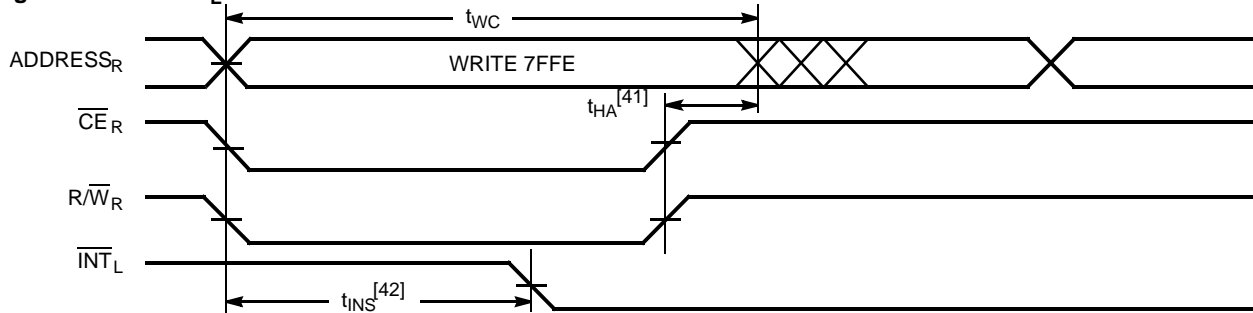 L
tWC
ADDRESSR
WRITE 7FFE
tHA[41]
CER
R/WR
INTL
tINS[42]